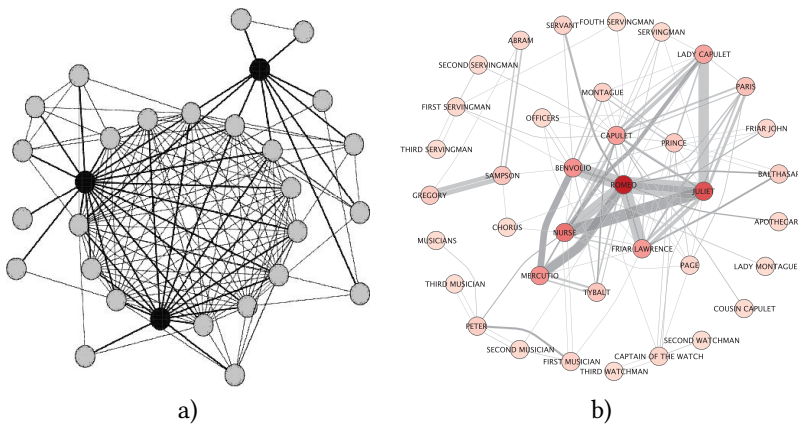 SERVANT
FOUTH SERVINGMAN
SERVINGMAN
ABRAM
LADY CAPULET
SECOND SERVINGMAN
PARIS
MONTAGUE
FIRST SERVINGMAN
OFFICERS
FRIAR JOHN
CAPULET
PRINCE
THIRD SERVINGMAN
BENVOLIO
SAMPSON
BALTHASAR
ROMEO
JULIET
GREGORY
APOTHECAR
CHORUS
NURSE
MUSICIANS
FRIAR LAWRENCE
PAGE
LADY MONTAGUE
MERCUTIO
THIRD MUSICIAN
TYBALT
COUSIN CAPULET
PETER
SECOND WATCHMAN
SECOND MUSICIAN
CAPTAIN OF THE WATCH
FIRST MUSICIAN
THIRD WATCHMAN
a)
b)